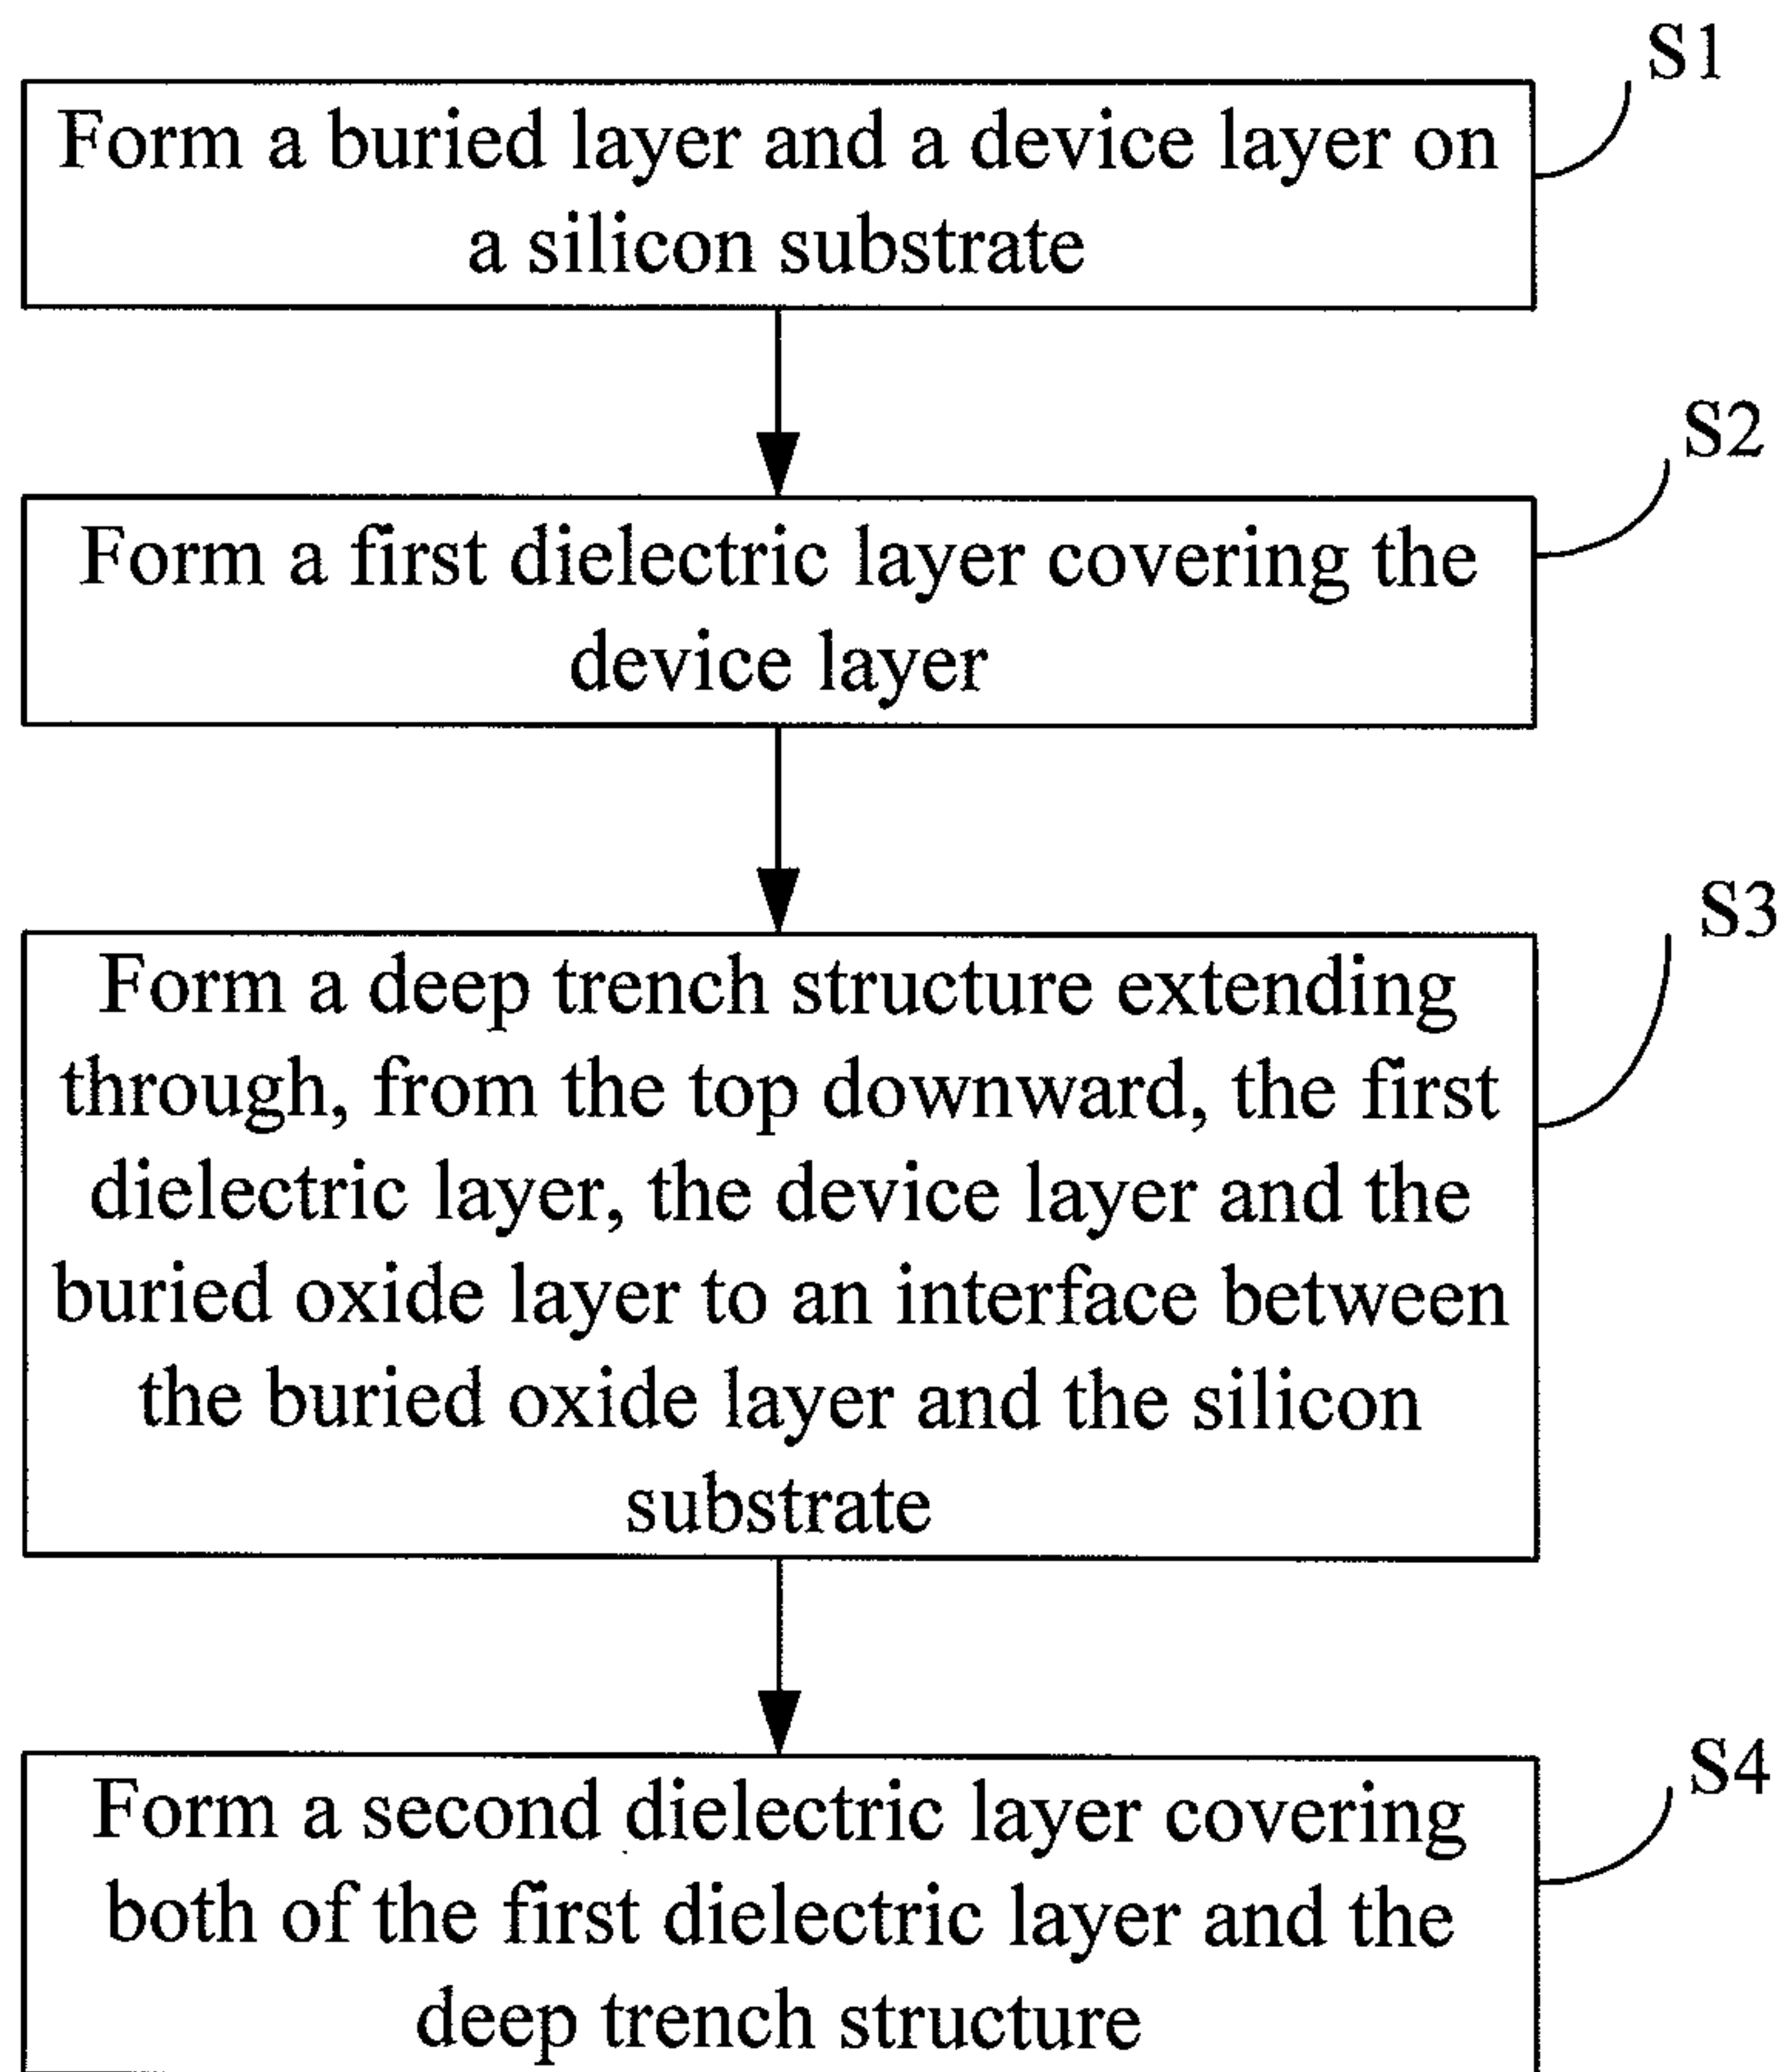 S1
Form a buried layer and a device layer on
a silicon substrate
S2
Form a first dielectric layer covering the
device layer
S3
Form a deep trench structure extending
through, from the top downward, the first
dielectric layer, the device layer and the
buried oxide layer to an interface between
the buried oxide layer and the silicon
substrate
S4
Form a second dielectric layer covering
both of the first dielectric layer and the
deep trench structure